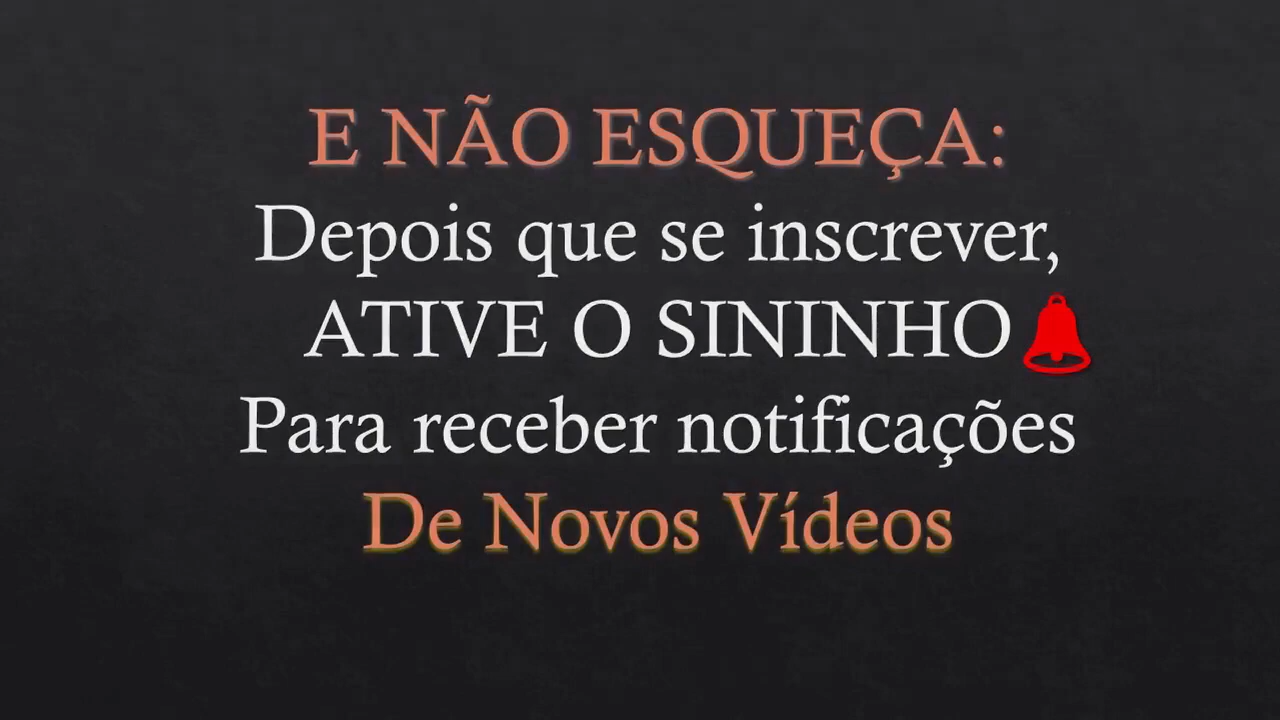 E NÃO ESQUEÇA:
Depois que se inscrever,
ATIVE O SININHO
Para receber notificações
De Novos Vídeos